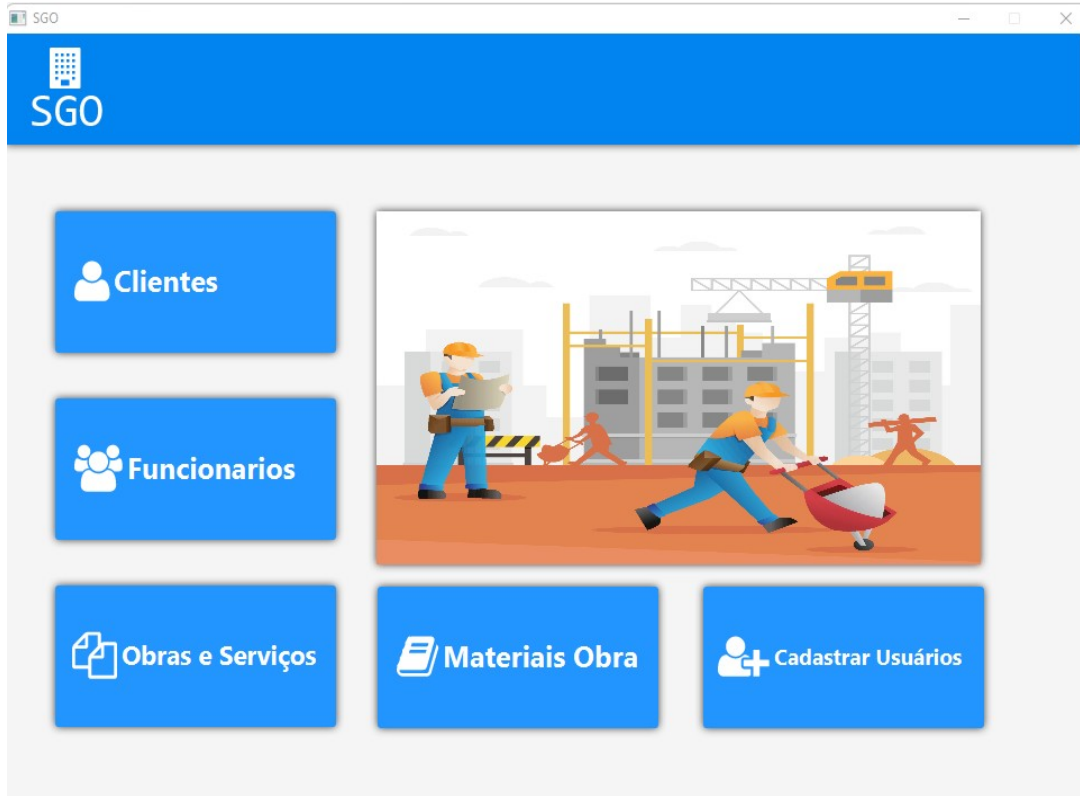 SGO
SGO
Clientes
Funcionarios
Obras e Serviços
Materiais Obra
Cadastrar Usuários